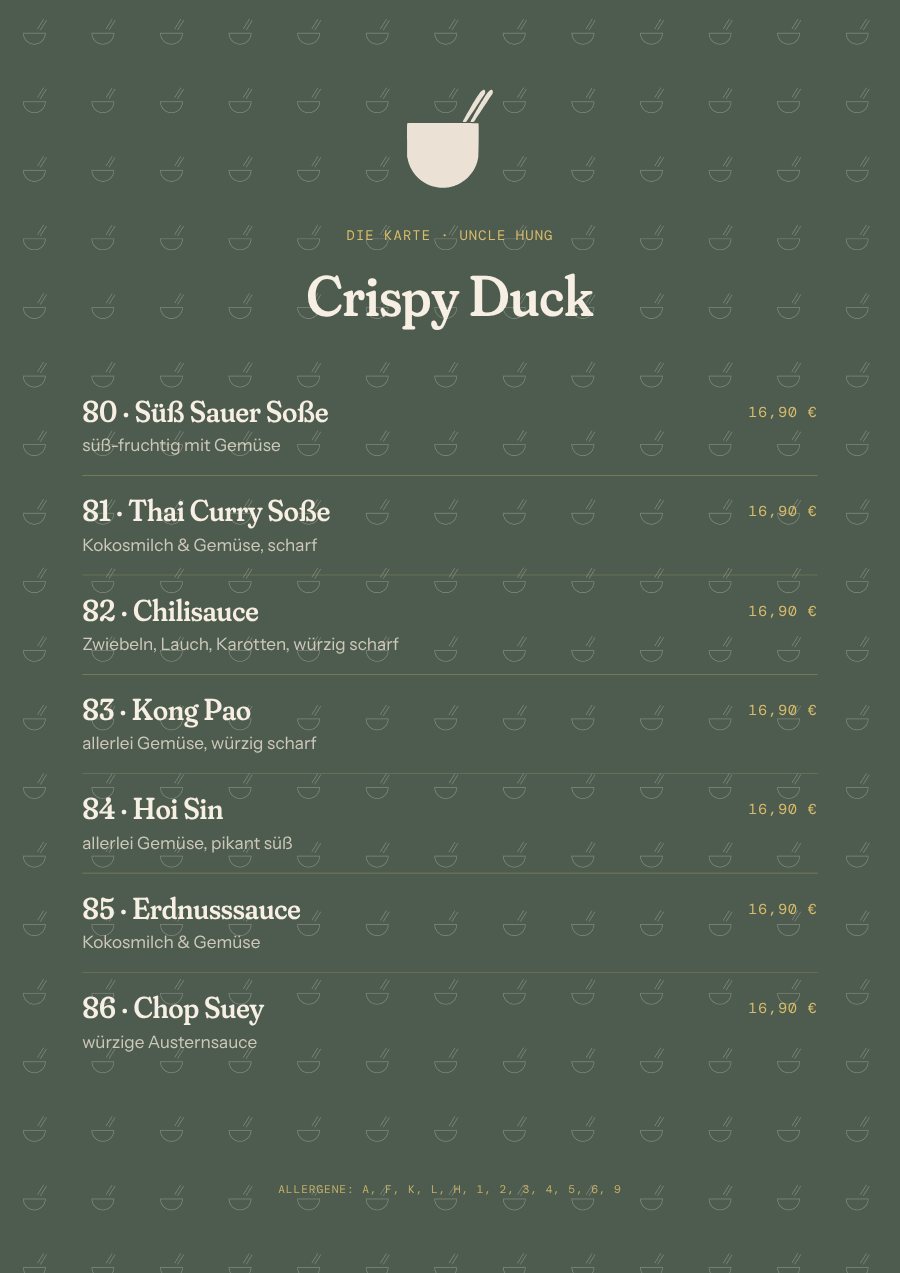 DIE KARTE · UNCLE HUNG
Crispy Duck
80 · Süß Sauer Soße 16,90 €
süß-fruchtig mit Gemüse
81 · Thai Curry Soße 16,90 €
Kokosmilch & Gemüse, scharf
82 · Chilisauce 16,90 €
Zwiebeln, Lauch, Karotten, würzig scharf
83 · Kong Pao 16,90 €
allerlei Gemüse, würzig scharf
84 · Hoi Sin 16,90 €
allerlei Gemüse, pikant süß
85 · Erdnusssauce 16,90 €
Kokosmilch & Gemüse
86 · Chop Suey 16,90 €
würzige Austernsauce
ALLERGENE: A, F, K, L, H, 1, 2, 3, 4, 5, 6, 9